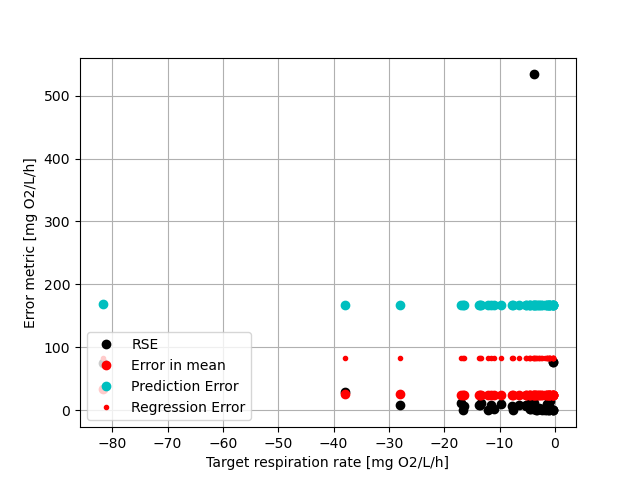 Error metric [mg O2/L/h]
500
400
300
200
100
0
RSE
Error in mean
Prediction Error
Regression Error
−80 −70 −60 −50 −40 −30 −20 −10 0
Target respiration rate [mg O2/L/h]